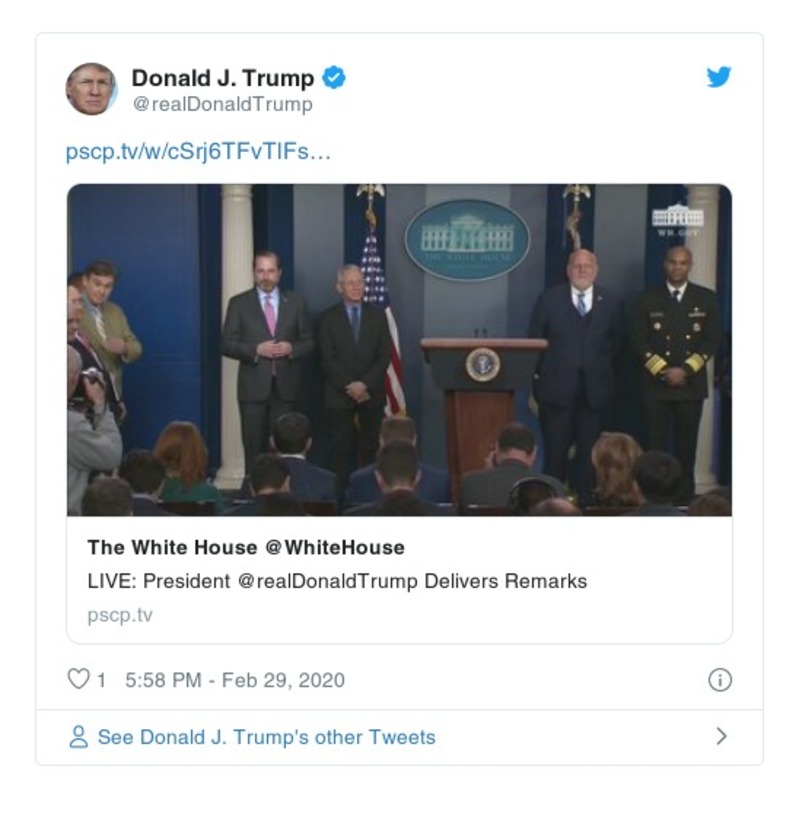 Donald J. Trump
@realDonaldTrump
pscp.tv/w/cSrj6TFvTlFs…
THE WHITE HOUSE
WH.GOV
The White House @WhiteHouse
LIVE: President @realDonaldTrump Delivers Remarks
pscp.tv
1 5:58 PM - Feb 29, 2020
See Donald J. Trump's other Tweets